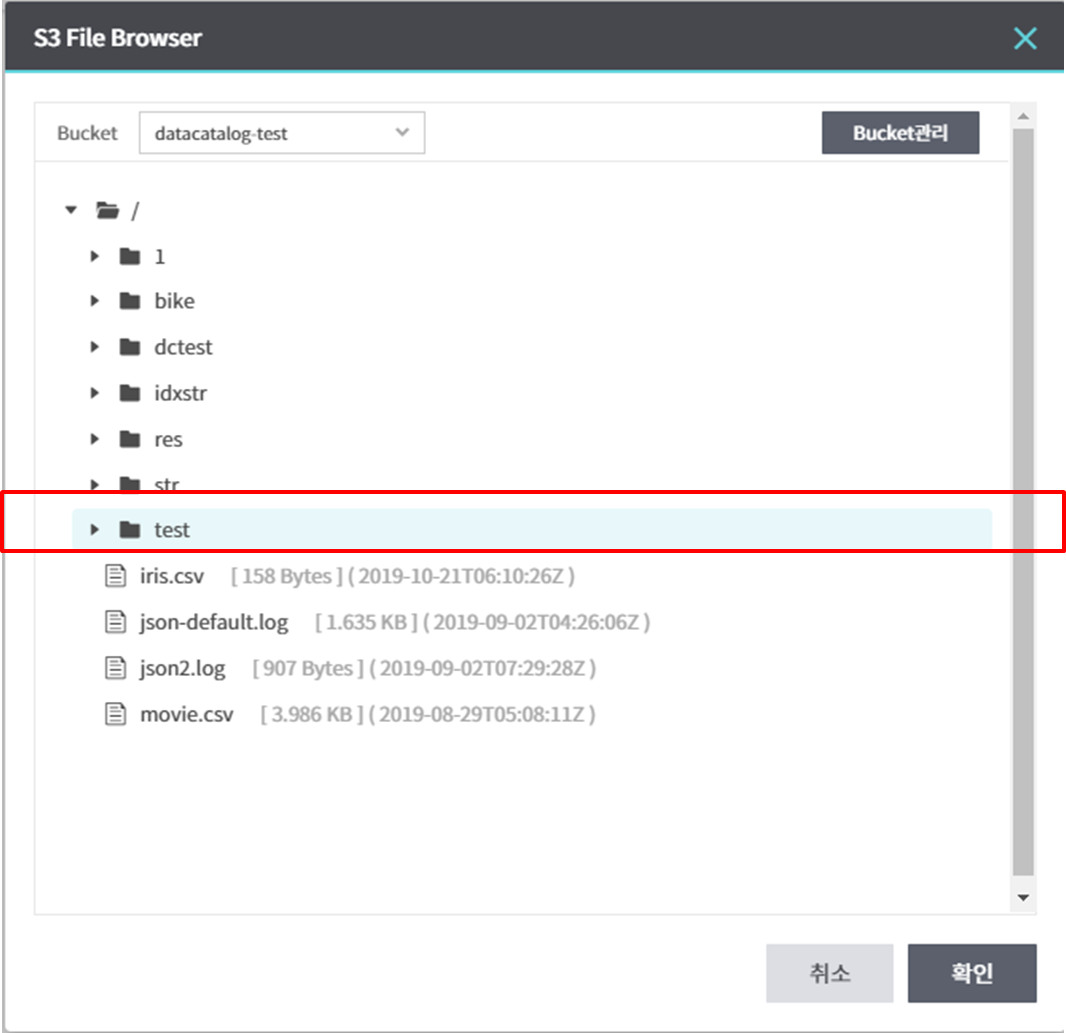 S3 File Browser
Bucket datacatalog-test Bucket관리
/
1
bike
dctest
idxstr
res
str
test
iris.csv [ 158 Bytes ] ( 2019-10-21T06:10:26Z )
json-default.log [ 1.635 KB ] ( 2019-09-02T04:26:06Z )
json2.log [ 907 Bytes ] ( 2019-09-02T07:29:28Z )
movie.csv [ 3.986 KB ] ( 2019-08-29T05:08:11Z )
취소 확인